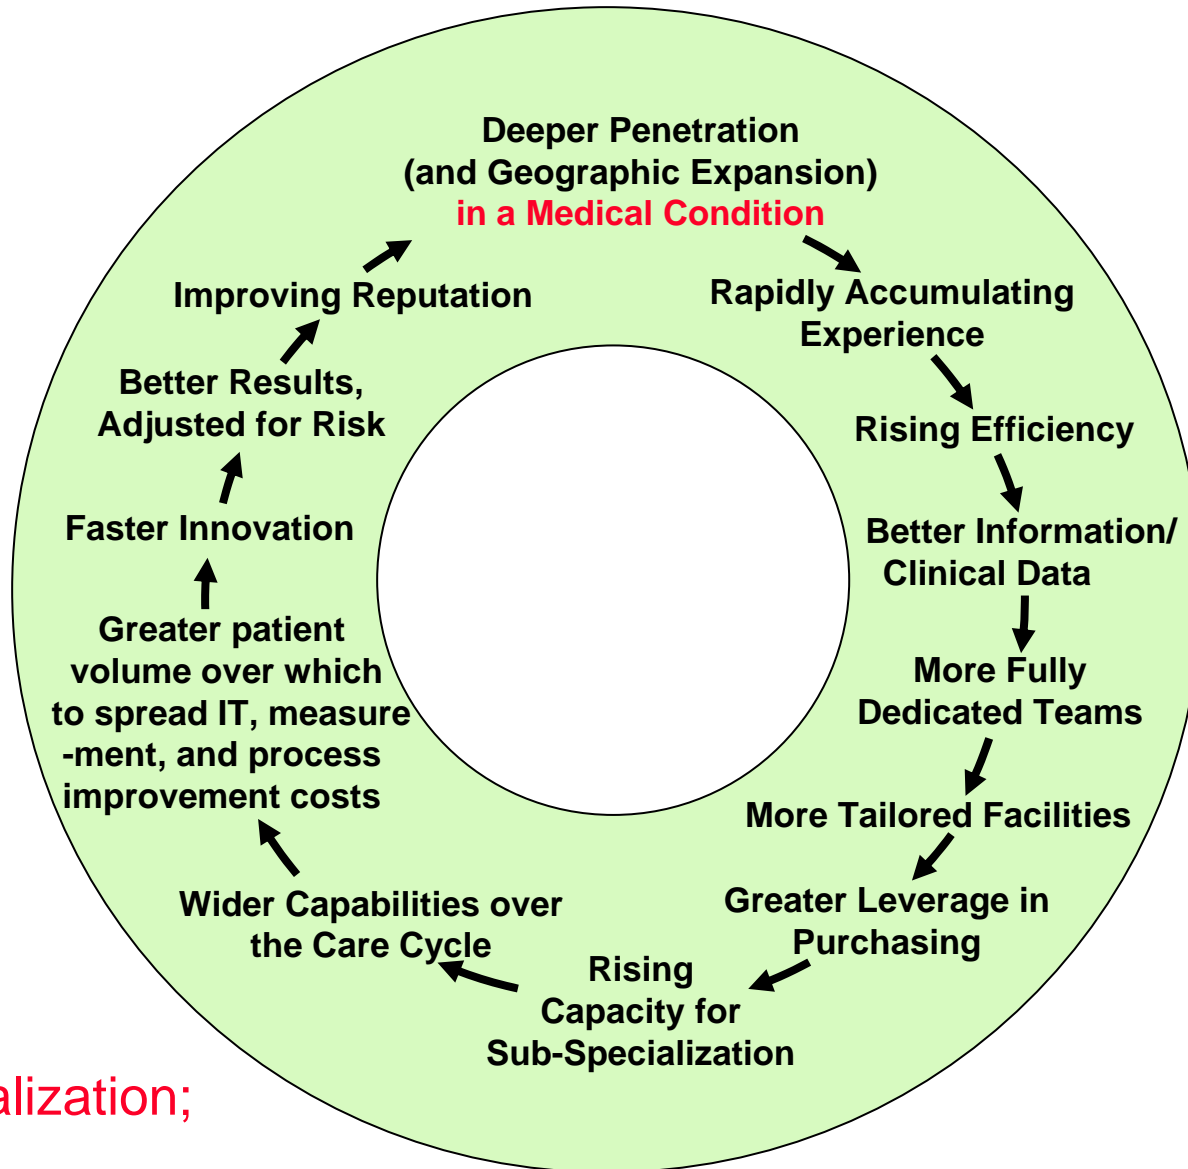 Deeper Penetration
(and Geographic Expansion)
in a Medical Condition
Rapidly Accumulating
Experience
Rising Efficiency
Better Information/
Clinical Data
More Fully
Dedicated Teams
More Tailored Facilities
Greater Leverage in
Purchasing
Rising
Capacity for
Sub-Specialization
Wider Capabilities over
the Care Cycle
Greater patient
volume over which
to spread IT, measure
-ment, and process
improvement costs
Faster Innovation
Better Results,
Adjusted for Risk
Improving Reputation
alization;